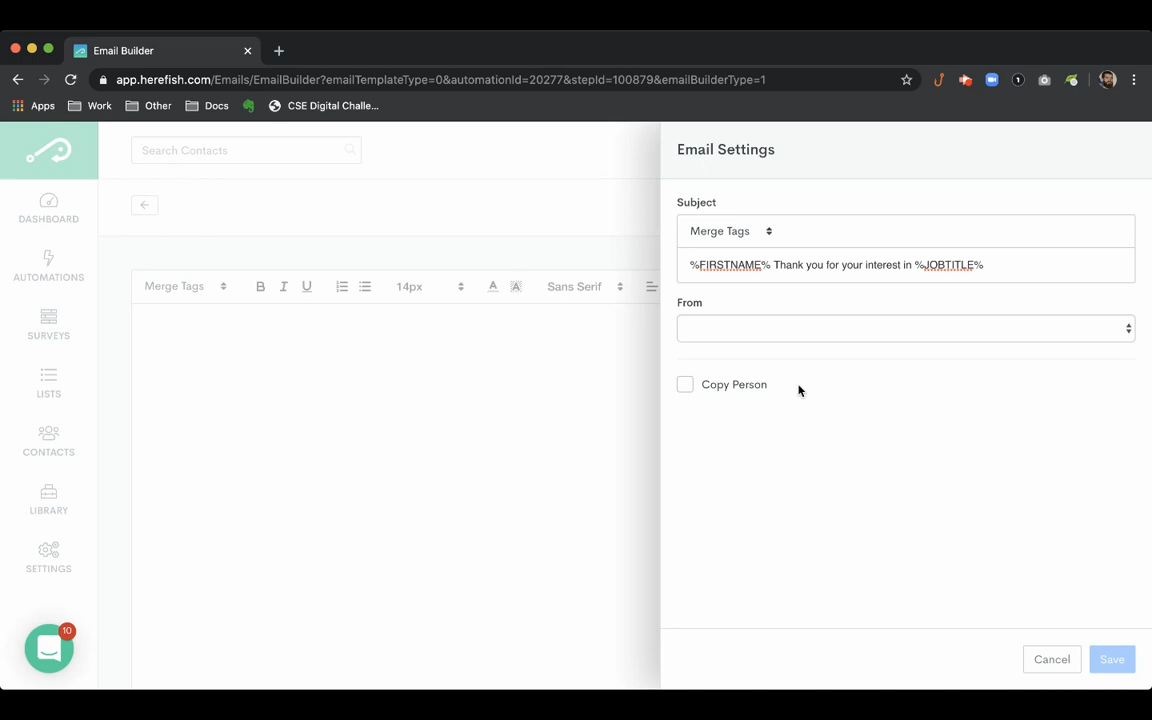 Email Builder
app.herefish.com/Emails/EmailBuilder?emailTemplateType=0&automationId=20277&stepId=100879&emailBuilderType=1
Apps Work Other Docs CSE Digital Challe...
Search Contacts
DASHBOARD
AUTOMATIONS
SURVEYS
LISTS
CONTACTS
LIBRARY
SETTINGS
10
Merge Tags B I U 14px A A Sans Serif
Email Settings
Subject
Merge Tags
%FIRSTNAME% Thank you for your interest in %JOBTITLE%
From
Copy Person
Cancel Save